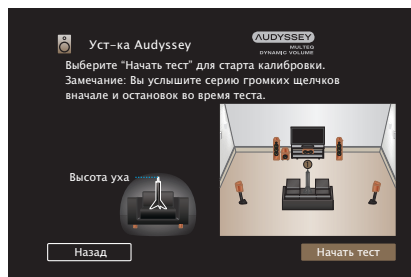 Уст-ка Audyssey
AUDYSSEY
MULTEQ
DYNAMIC VOLUME
Выберите “Начать тест” для старта калибровки.
Замечание: Вы услышите серию громких щелчков
вначале и остановок во время теста.
Высота уха
Назад
Начать тест